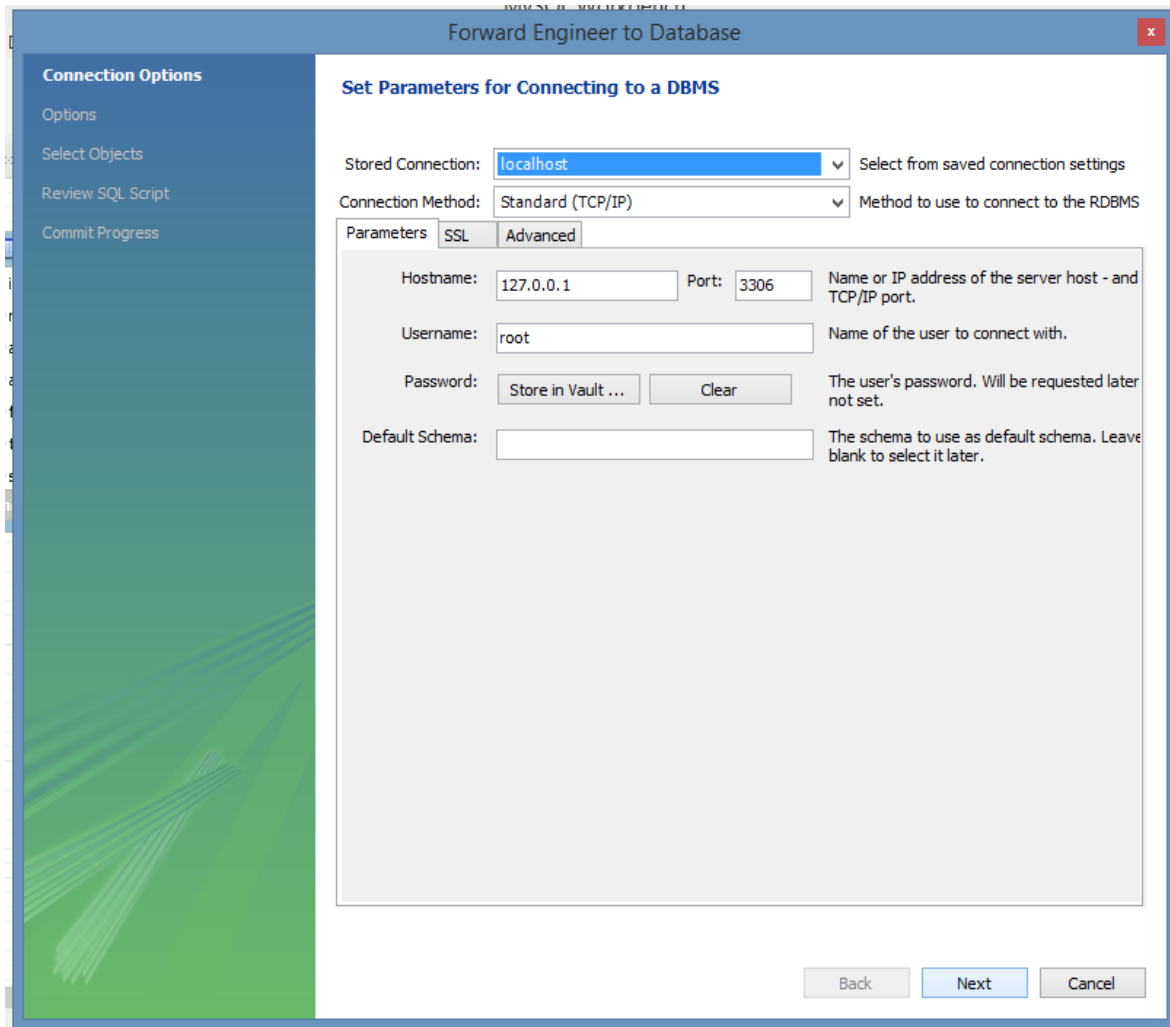 MySQL Workbench
Forward Engineer to Database
x
Connection Options
Options
Select Objects
Review SQL Script
Commit Progress
Set Parameters for Connecting to a DBMS
Stored Connection: localhost Select from saved connection settings
Connection Method: Standard (TCP/IP) Method to use to connect to the RDBMS
Parameters SSL Advanced
Hostname: 127.0.0.1 Port: 3306 Name or IP address of the server host - and
TCP/IP port.
Username: root Name of the user to connect with.
Password: Store in Vault ... Clear The user's password. Will be requested later
not set.
Default Schema: The schema to use as default schema. Leave
blank to select it later.
Back Next Cancel